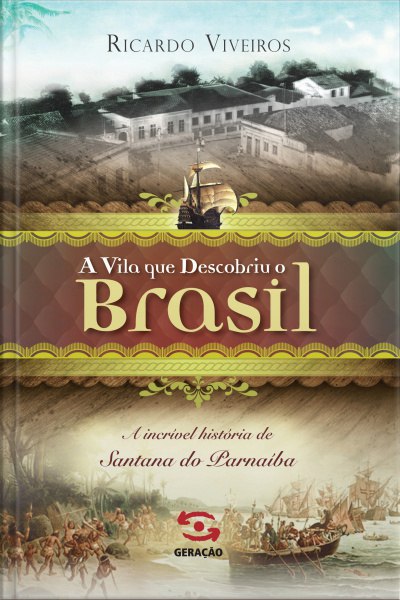 RICARDO VIVEIROS
A Vila que Descobriu o
Brasil
A incrível história de
Santana do Parnaíba
GERAÇÃO